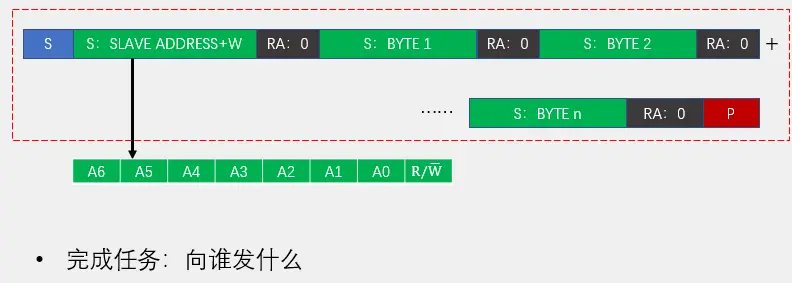 S S：SLAVE ADDRESS+W RA：0 S：BYTE 1 RA：0 S：BYTE 2 RA：0 +
…… S：BYTE n RA：0 P
A6 A5 A4 A3 A2 A1 A0 R/W̅
• 完成任务：向谁发什么